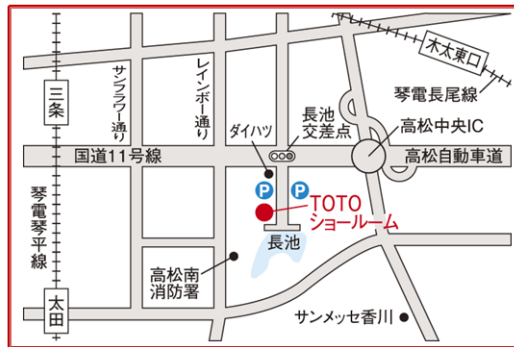 木太東口
琴電長尾線
三条
サンフラワー通り
レインボー通り
長池
交差点
ダイハツ
高松中央IC
国道11号線
高松自動車道
P
P
TOTO
ショールーム
琴電琴平線
長池
高松南
消防署
太田
サンメッセ香川